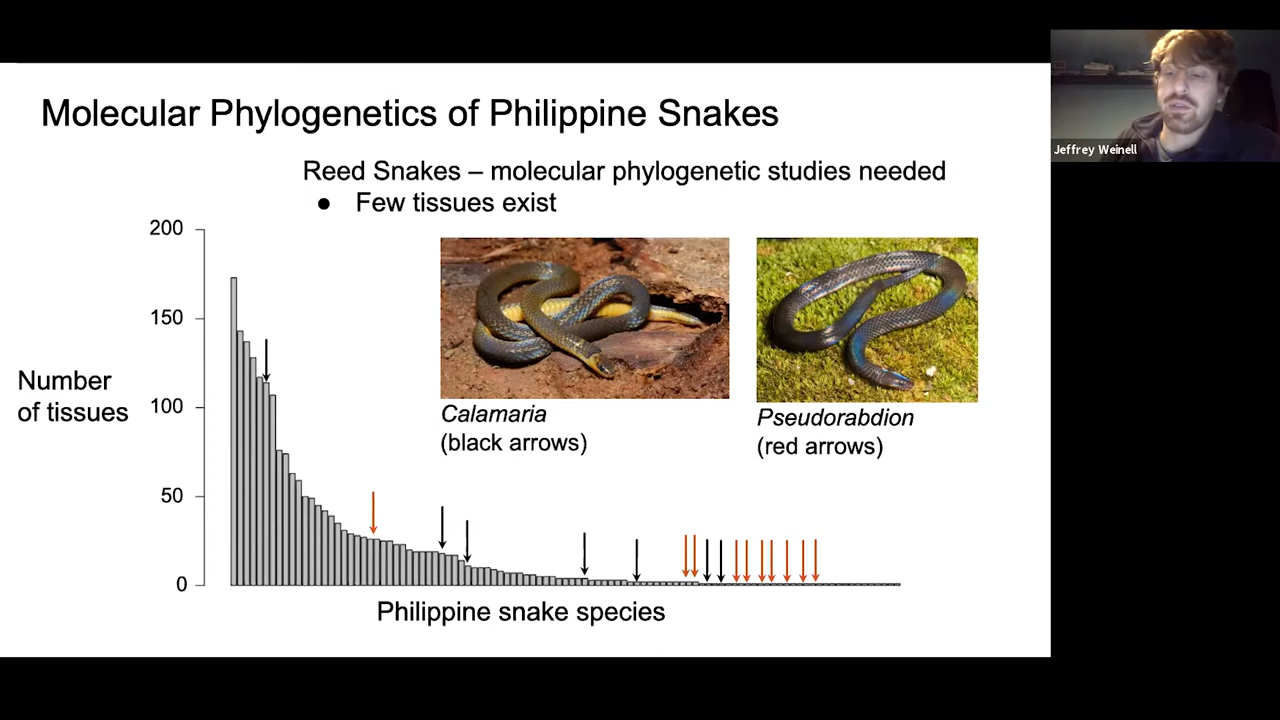 Molecular Phylogenetics of Philippine Snakes
Jeffrey Weinell
Reed Snakes – molecular phylogenetic studies needed
● Few tissues exist
200
150
100
50
0
Number
of tissues
Calamaria
(black arrows)
Pseudorabdion
(red arrows)
Philippine snake species